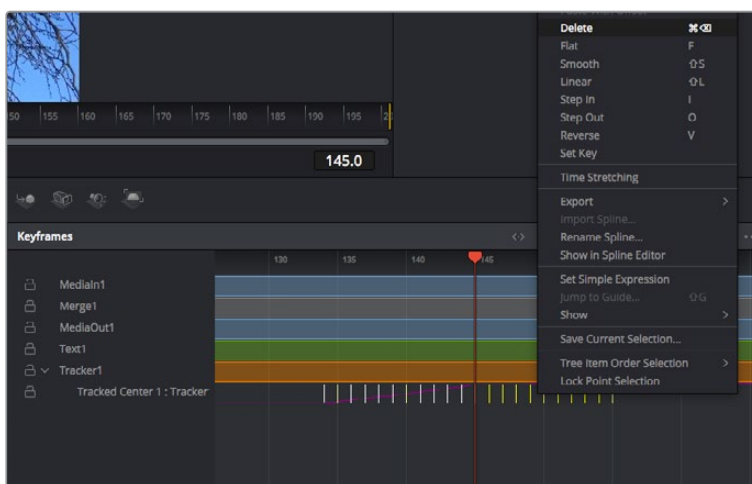 Delete ⌘⌫
Flat F
Smooth ⇧S
Linear ⇧L
Step In I
Step Out O
Reverse V
Set Key
Time Stretching
Export >
Import Spline...
Rename Spline...
Show in Spline Editor
Set Simple Expression
Jump to Guide... ⇧G
Show >
Save Current Selection...
Tree Item Order Selection >
Lock Point Selection
50 155 160 165 170 175 180 185 190 195
145.0
Keyframes
130 135 140 145
MediaIn1
Merge1
MediaOut1
Text1
Tracker1
Tracked Center 1 : Tracker